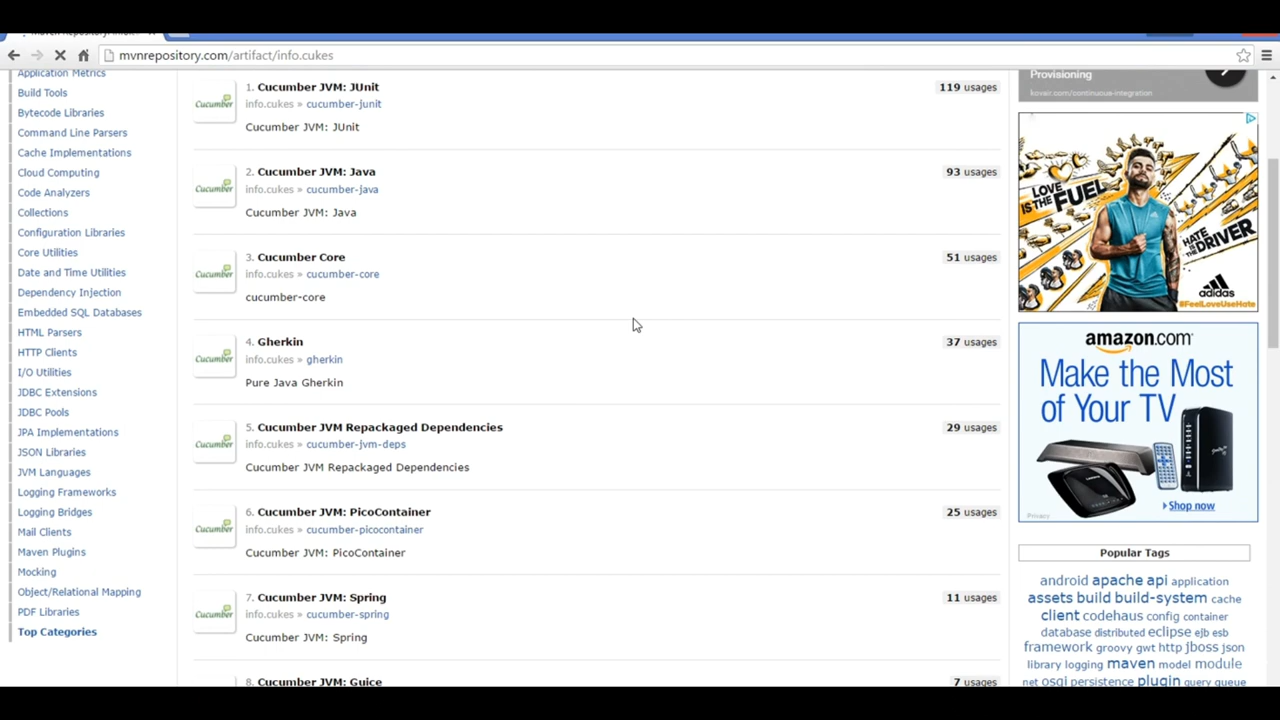 mvnrepository.com/artifact/info.cukes
Application Metrics
Build Tools
Bytecode Libraries
Command Line Parsers
Cache Implementations
Cloud Computing
Code Analyzers
Collections
Configuration Libraries
Core Utilities
Date and Time Utilities
Dependency Injection
Embedded SQL Databases
HTML Parsers
HTTP Clients
I/O Utilities
JDBC Extensions
JDBC Pools
JPA Implementations
JSON Libraries
JVM Languages
Logging Frameworks
Logging Bridges
Mail Clients
Maven Plugins
Mocking
Object/Relational Mapping
PDF Libraries
Top Categories
1. Cucumber JVM: JUnit 119 usages
info.cukes » cucumber-junit
Cucumber
Cucumber JVM: JUnit
2. Cucumber JVM: Java 93 usages
info.cukes » cucumber-java
Cucumber
Cucumber JVM: Java
3. Cucumber Core 51 usages
info.cukes » cucumber-core
Cucumber
cucumber-core
4. Gherkin 37 usages
info.cukes » gherkin
Cucumber
Pure Java Gherkin
5. Cucumber JVM Repackaged Dependencies 29 usages
info.cukes » cucumber-jvm-deps
Cucumber
Cucumber JVM Repackaged Dependencies
6. Cucumber JVM: PicoContainer 25 usages
info.cukes » cucumber-picocontainer
Cucumber
Cucumber JVM: PicoContainer
7. Cucumber JVM: Spring 11 usages
info.cukes » cucumber-spring
Cucumber
Cucumber JVM: Spring
8. Cucumber JVM: Guice 7 usages
Provisioning
kovair.com/continuous-integration
LOVE
IS THE FUEL
HATE
IS THE DRIVER
adidas
#FeelLoveUseHate
amazon.com
Make the Most
of Your TV
Privacy
Shop now
Popular Tags
android apache api application
assets build build-system cache
client codehaus config container
database distributed eclipse ejb esb
framework groovy gwt http jboss json
library logging maven model module
net osgi persistence plugin query queue